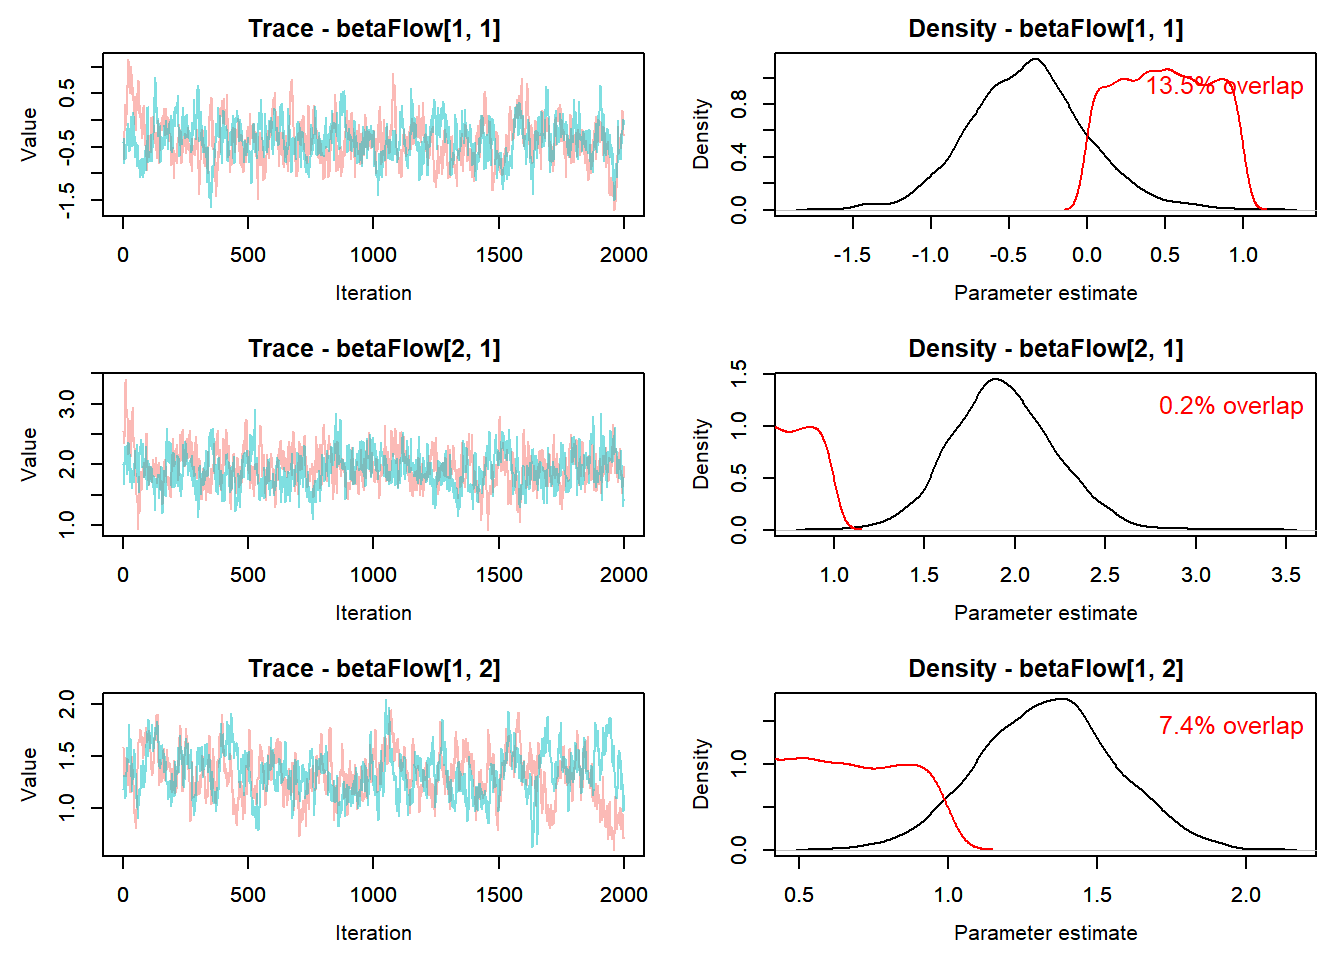 Trace - betaFlow[1, 1]
Value
0.5
-0.5
-1.5
0 500 1000 1500 2000
Iteration
Density - betaFlow[1, 1]
13.5% overlap
Density
0.8
0.4
0.0
-1.5 -1.0 -0.5 0.0 0.5 1.0
Parameter estimate
Trace - betaFlow[2, 1]
Value
3.0
2.0
1.0
0 500 1000 1500 2000
Iteration
Density - betaFlow[2, 1]
0.2% overlap
Density
1.5
1.0
0.5
0.0
1.0 1.5 2.0 2.5 3.0 3.5
Parameter estimate
Trace - betaFlow[1, 2]
Value
2.0
1.5
1.0
0 500 1000 1500 2000
Iteration
Density - betaFlow[1, 2]
7.4% overlap
Density
1.0
0.0
0.5 1.0 1.5 2.0
Parameter estimate